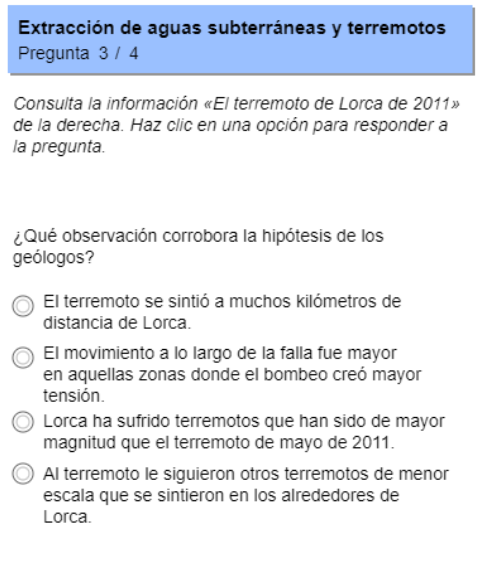 Extracción de aguas subterráneas y terremotos
Pregunta 3 / 4
Consulta la información «El terremoto de Lorca de 2011»
de la derecha. Haz clic en una opción para responder a
la pregunta.
¿Qué observación corrobora la hipótesis de los
geólogos?
El terremoto se sintió a muchos kilómetros de
distancia de Lorca.
El movimiento a lo largo de la falla fue mayor
en aquellas zonas donde el bombeo creó mayor
tensión.
Lorca ha sufrido terremotos que han sido de mayor
magnitud que el terremoto de mayo de 2011.
Al terremoto le siguieron otros terremotos de menor
escala que se sintieron en los alrededores de
Lorca.